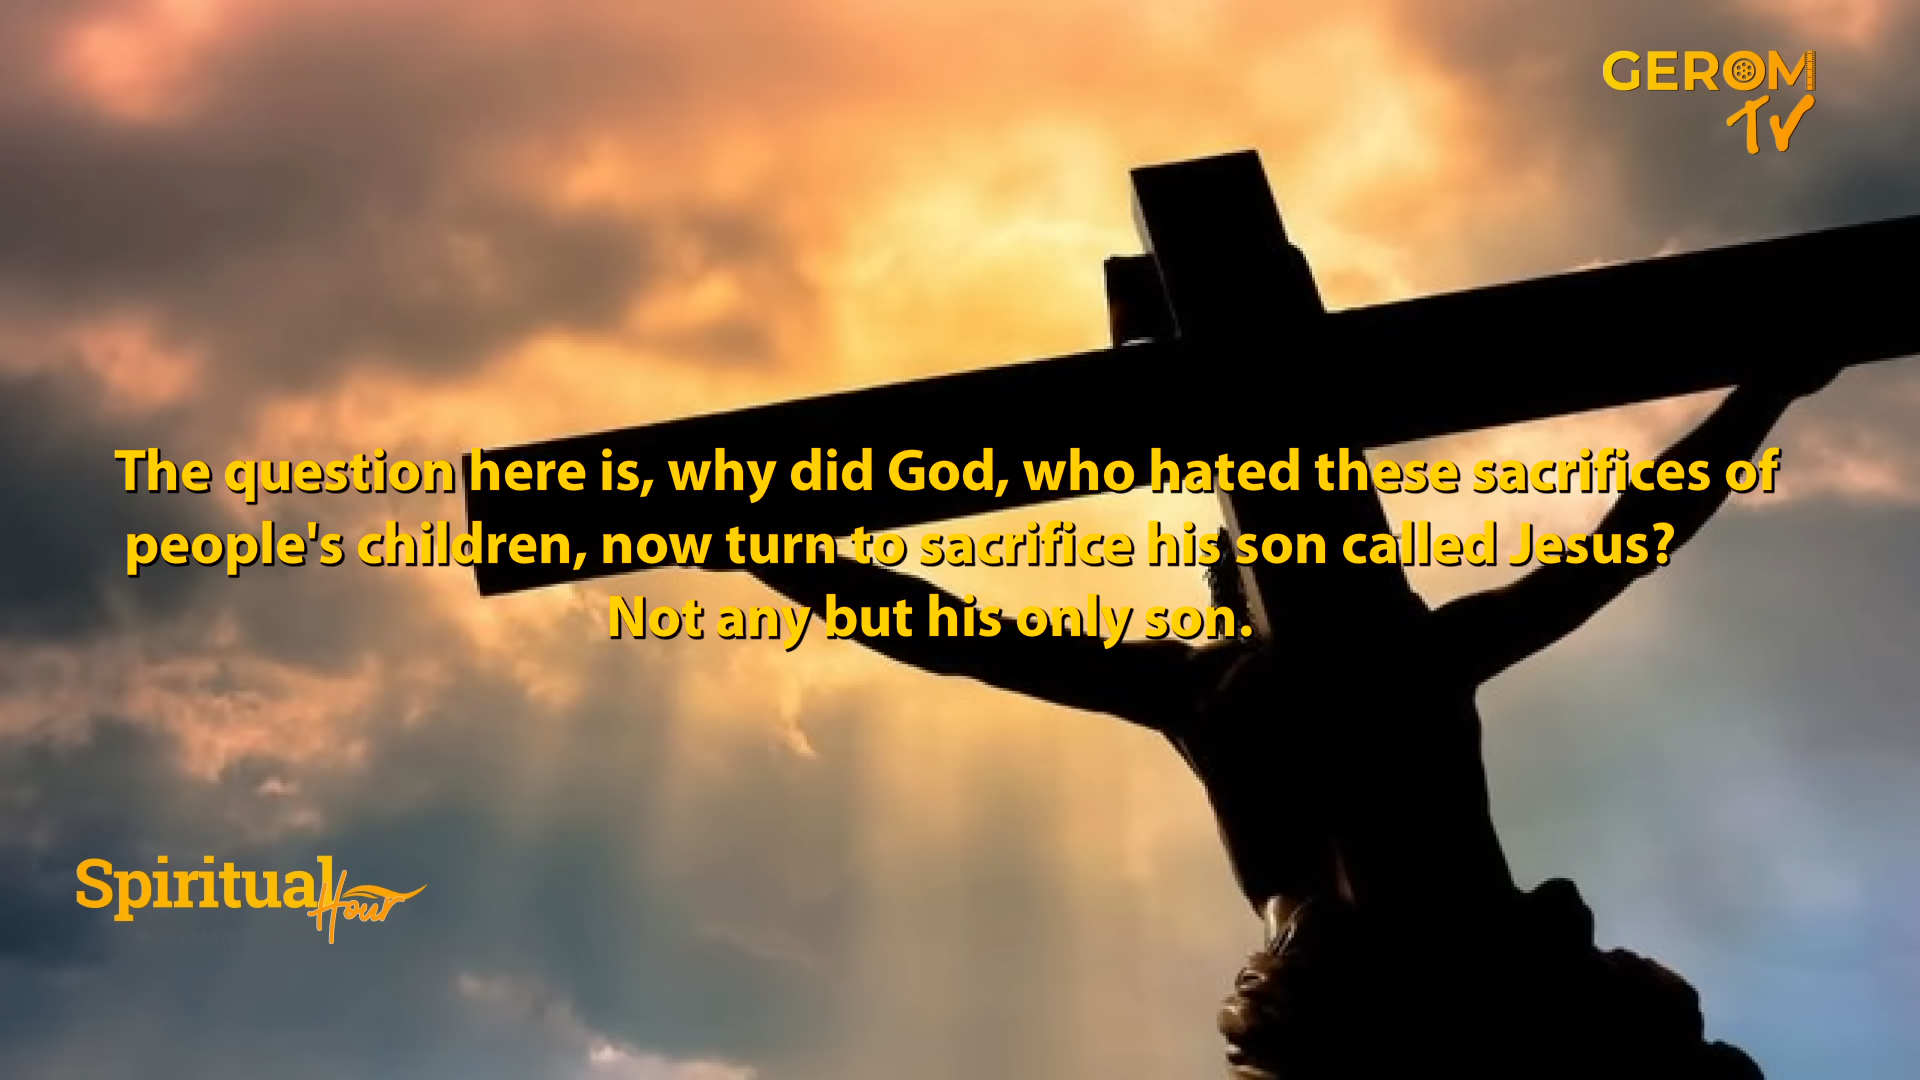 GEROM
TV
The question here is, why did God, who hated these sacrifices of
people's children, now turn to sacrifice his son called Jesus?
Not any but his only son.
Spiritual
Hour